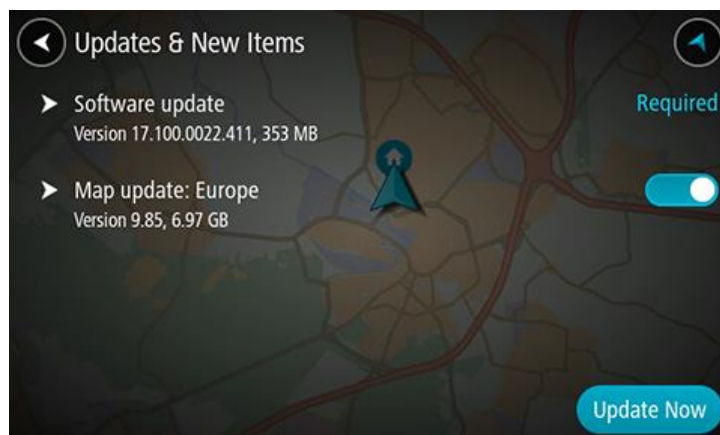 Updates & New Items
Software update
Required
Version 17.100.0022.411, 353 MB
Map update: Europe
Version 9.85, 6.97 GB
Update Now